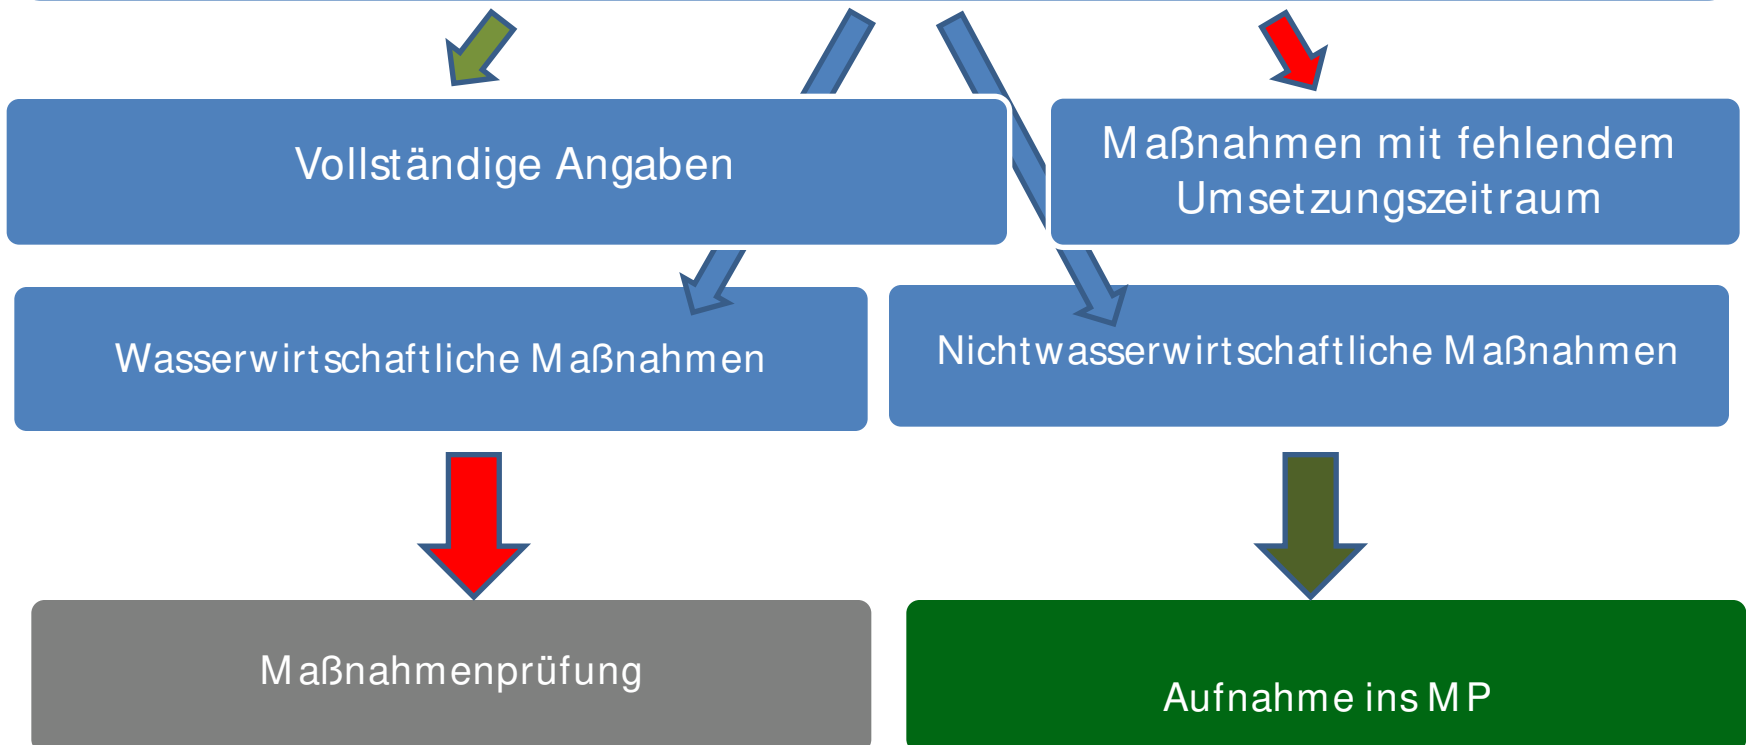 Vollständige Angaben
Maßnahmen mit fehlendem
Umsetzungszeitraum
Wasserwirtschaftliche Maßnahmen
Nichtwasserwirtschaftliche Maßnahmen
Maßnahmenprüfung
Aufnahme ins MP